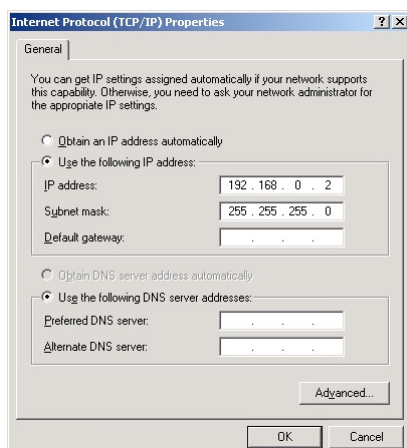 Internet Protocol (TCP/IP) Properties
General
You can get IP settings assigned automatically if your network supports
this capability. Otherwise, you need to ask your network administrator for
the appropriate IP settings.
Obtain an IP address automatically
Use the following IP address:
IP address: 192 . 168 . 0 . 2
Subnet mask: 255 . 255 . 255 . 0
Default gateway: . . .
Obtain DNS server address automatically
Use the following DNS server addresses:
Preferred DNS server: . . .
Alternate DNS server: . . .
Advanced...
OK Cancel